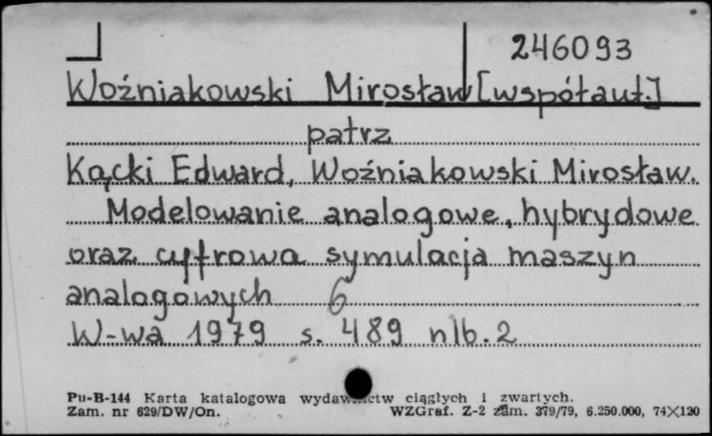 246093
Woźniakowski Mirosław [współaut.]
patrz
Kącki Edward, Woźniakowski Mirosław.
Modelowanie analogowe, hybrydowe
oraz cyfrowa symulacja maszyn
analogowych 6
W-wa 1979 s. 489 nlb. 2
Pu-B-144 Karta katalogowa wydawnictw ciągłych i zwartych.
Zam. nr 629/DW/On. WZGraf. Z-2 zam. 379/79, 6.250.000, 74X120